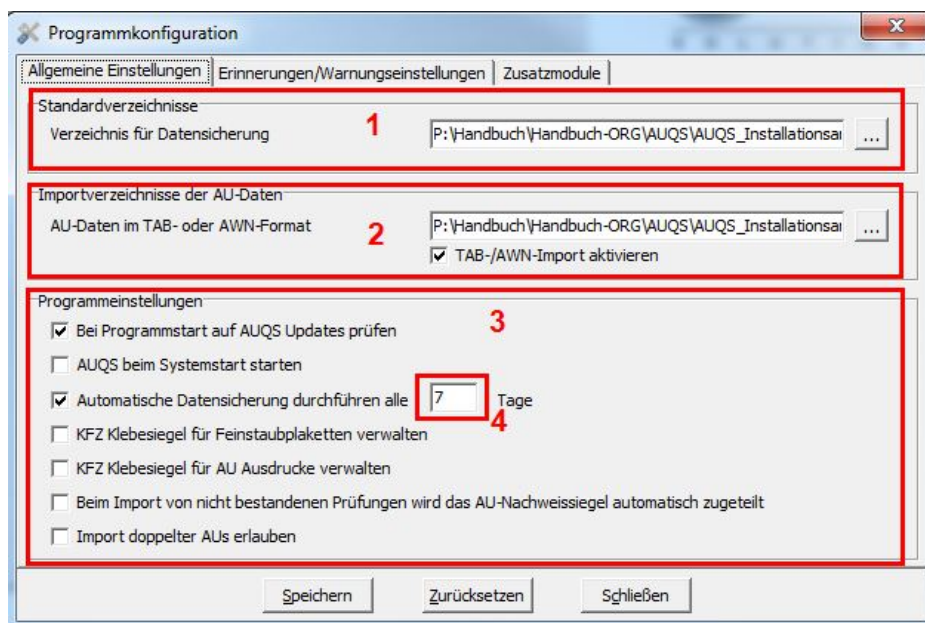 Programmkonfiguration
Allgemeine Einstellungen Erinnerungen/Warnungseinstellungen Zusatzmodule
Standardverzeichnisse
Verzeichnis für Datensicherung 1 P:\Handbuch\Handbuch-ORG\AUQS\AUQS_Installationsa ...
Importverzeichnisse der AU-Daten
AU-Daten im TAB- oder AWN-Format 2 P:\Handbuch\Handbuch-ORG\AUQS\AUQS_Installationsa ...
TAB-/AWN-Import aktivieren
Programmeinstellungen
3
Bei Programmstart auf AUQS Updates prüfen
AUQS beim Systemstart starten
Automatische Datensicherung durchführen alle 7 Tage
4
KFZ Klebesiegel für Feinstaubplaketten verwalten
KFZ Klebesiegel für AU Ausdrucke verwalten
Beim Import von nicht bestandenen Prüfungen wird das AU-Nachweissiegel automatisch zugeteilt
Import doppelter AUs erlauben
Speichern Zurücksetzen Schließen